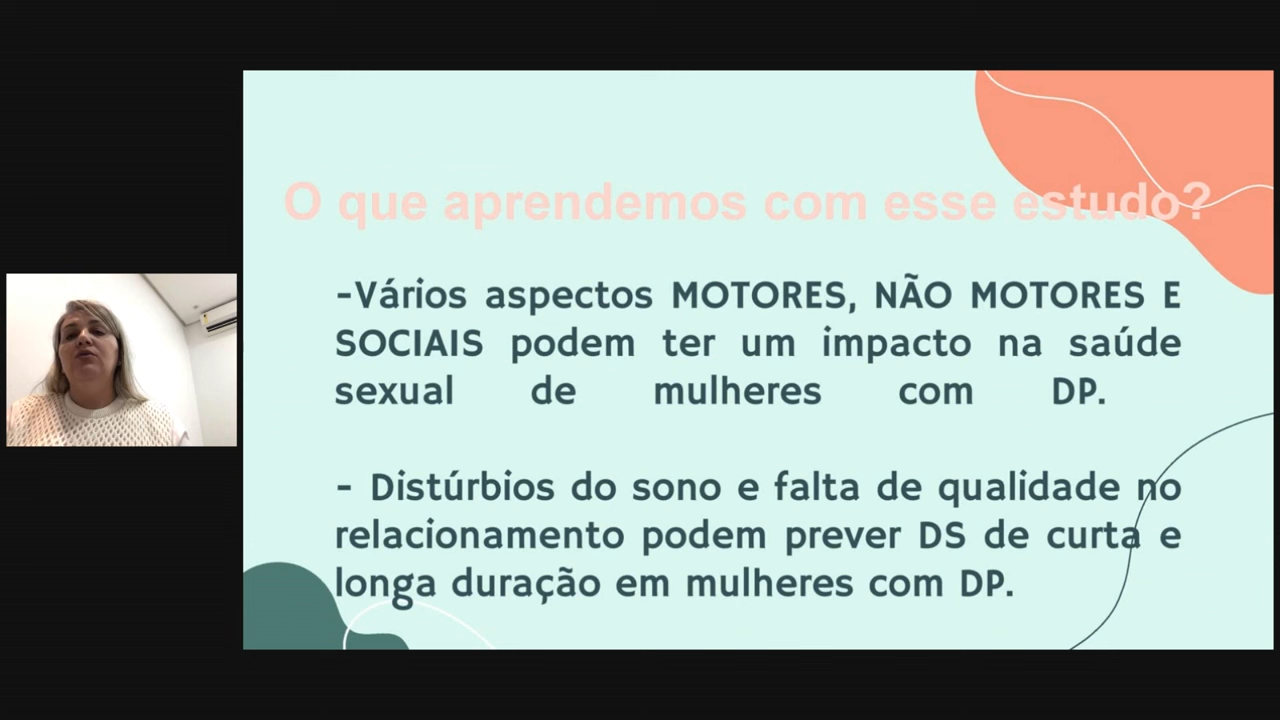 O que aprendemos com esse estudo?
-Vários aspectos MOTORES, NÃO MOTORES E
SOCIAIS podem ter um impacto na saúde
sexual de mulheres com DP.
- Distúrbios do sono e falta de qualidade no
relacionamento podem prever DS de curta e
longa duração em mulheres com DP.